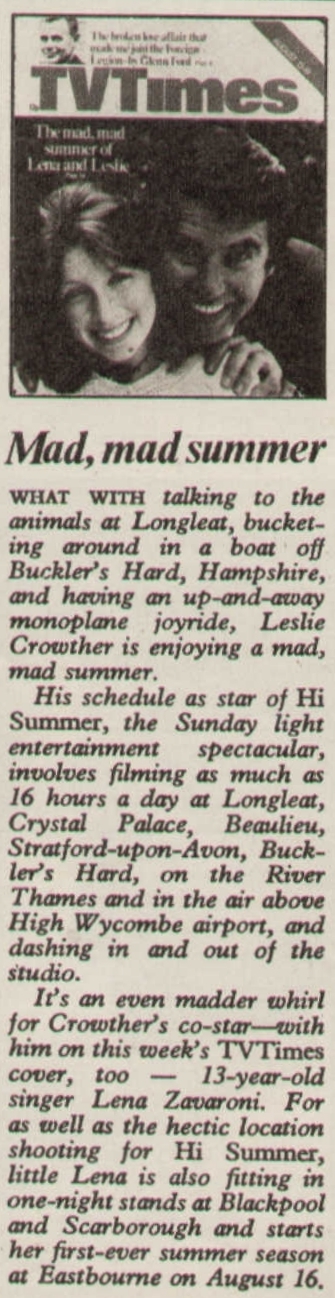 The broken love affair that
made me join the Foreign
Legion–by Glenn Ford
TVTimes
The mad, mad
summer of
Lena and Leslie
Mad, mad summer
WHAT WITH talking to the
animals at Longleat, bucket-
ing around in a boat off
Buckler's Hard, Hampshire,
and having an up-and-away
monoplane joyride, Leslie
Crowther is enjoying a mad,
mad summer.
His schedule as star of Hi
Summer, the Sunday light
entertainment spectacular,
involves filming as much as
16 hours a day at Longleat,
Crystal Palace, Beaulieu,
Stratford-upon-Avon, Buck-
ler's Hard, on the River
Thames and in the air above
High Wycombe airport, and
dashing in and out of the
studio.
It's an even madder whirl
for Crowther's co-star—with
him on this week's TVTimes
cover, too — 13-year-old
singer Lena Zavaroni. For
as well as the hectic location
shooting for Hi Summer,
little Lena is also fitting in
one-night stands at Blackpool
and Scarborough and starts
her first-ever summer season
at Eastbourne on August 16.